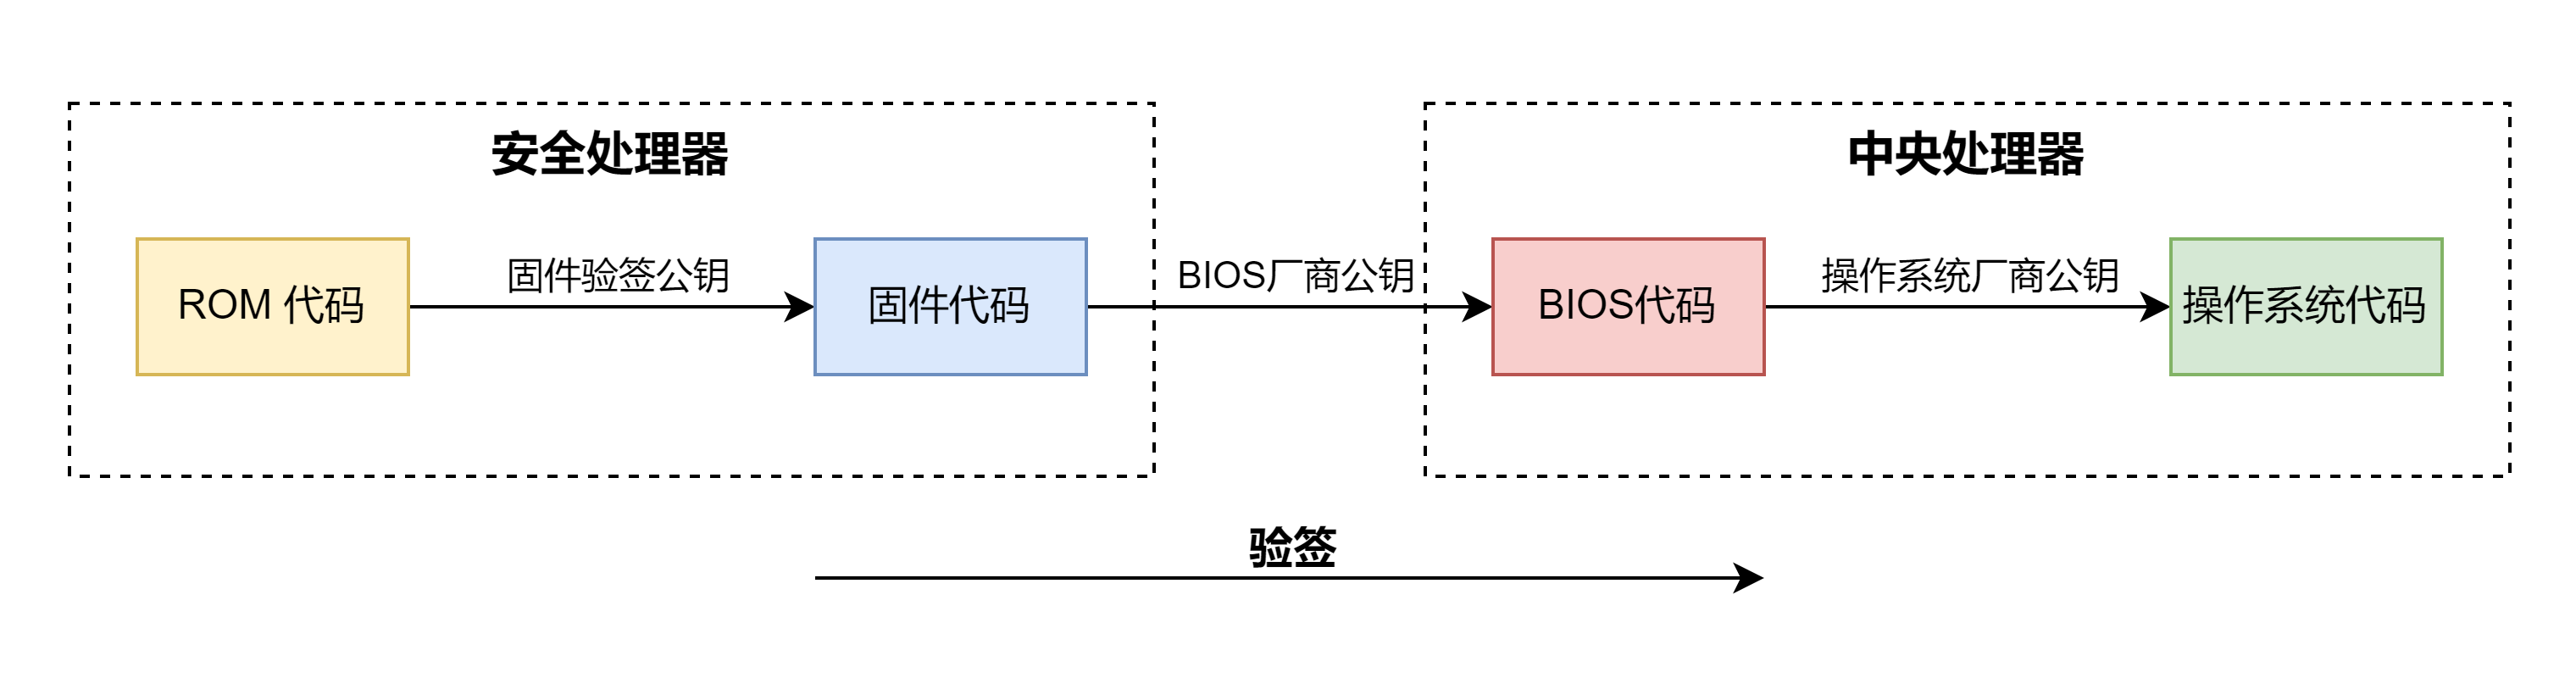 安全处理器
中央处理器
ROM 代码
固件验签公钥
固件代码
BIOS厂商公钥
BIOS代码
操作系统厂商公钥
操作系统代码
验签